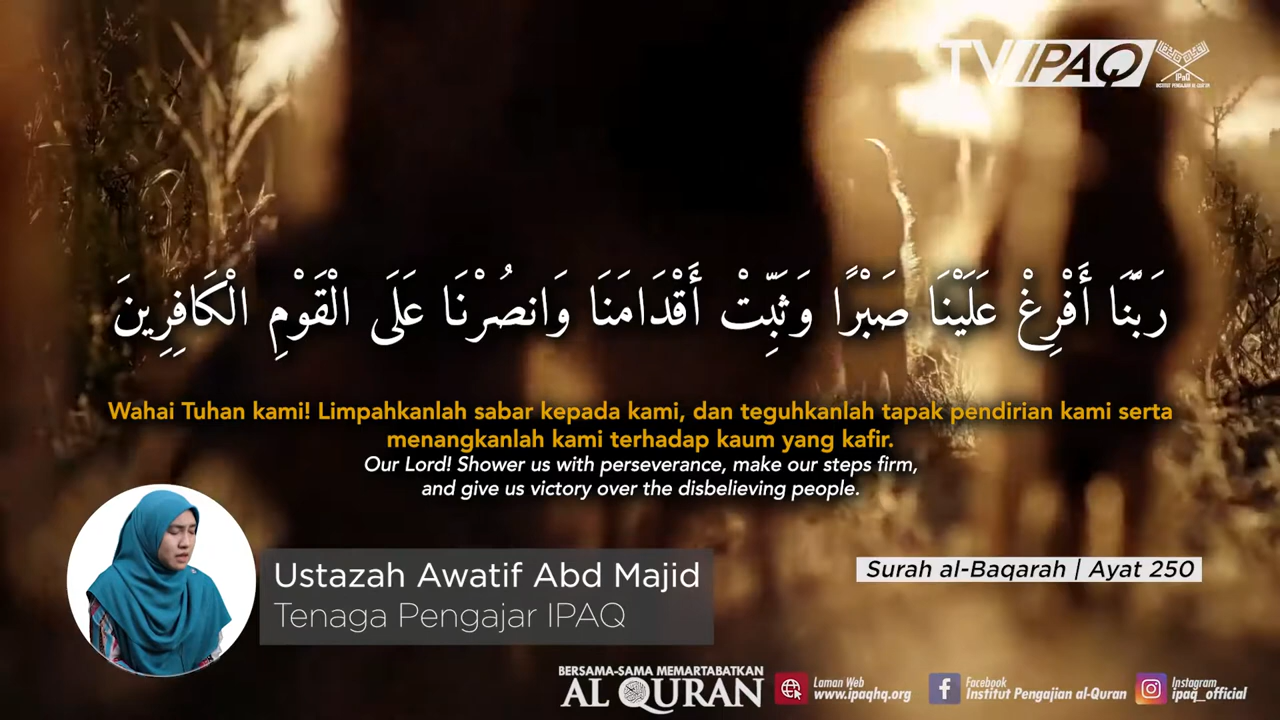 TV IPAQ
IPaQ
رَبَّنَا أَفْرِغْ عَلَيْنَا صَبْرًا وَثَبِّتْ أَقْدَامَنَا وَانصُرْنَا عَلَى الْقَوْمِ الْكَافِرِينَ
Wahai Tuhan kami! Limpahkanlah sabar kepada kami, dan teguhkanlah tapak pendirian kami serta
menangkanlah kami terhadap kaum yang kafir.
Our Lord! Shower us with perseverance, make our steps firm,
and give us victory over the disbelieving people.
Surah al-Baqarah | Ayat 250
Ustazah Awatif Abd Majid
Tenaga Pengajar IPAQ
BERSAMA-SAMA MEMARTABATKAN
AL QURAN
Laman Web
www.ipaqhq.org
Facebook
Institut Pengajian al-Quran
Instagram
ipaq_official